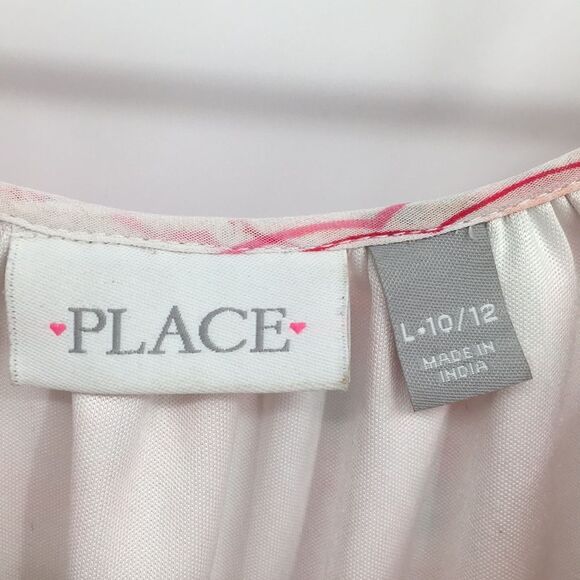 ♥PLACE♥
L•10/12
MADE IN
INDIA